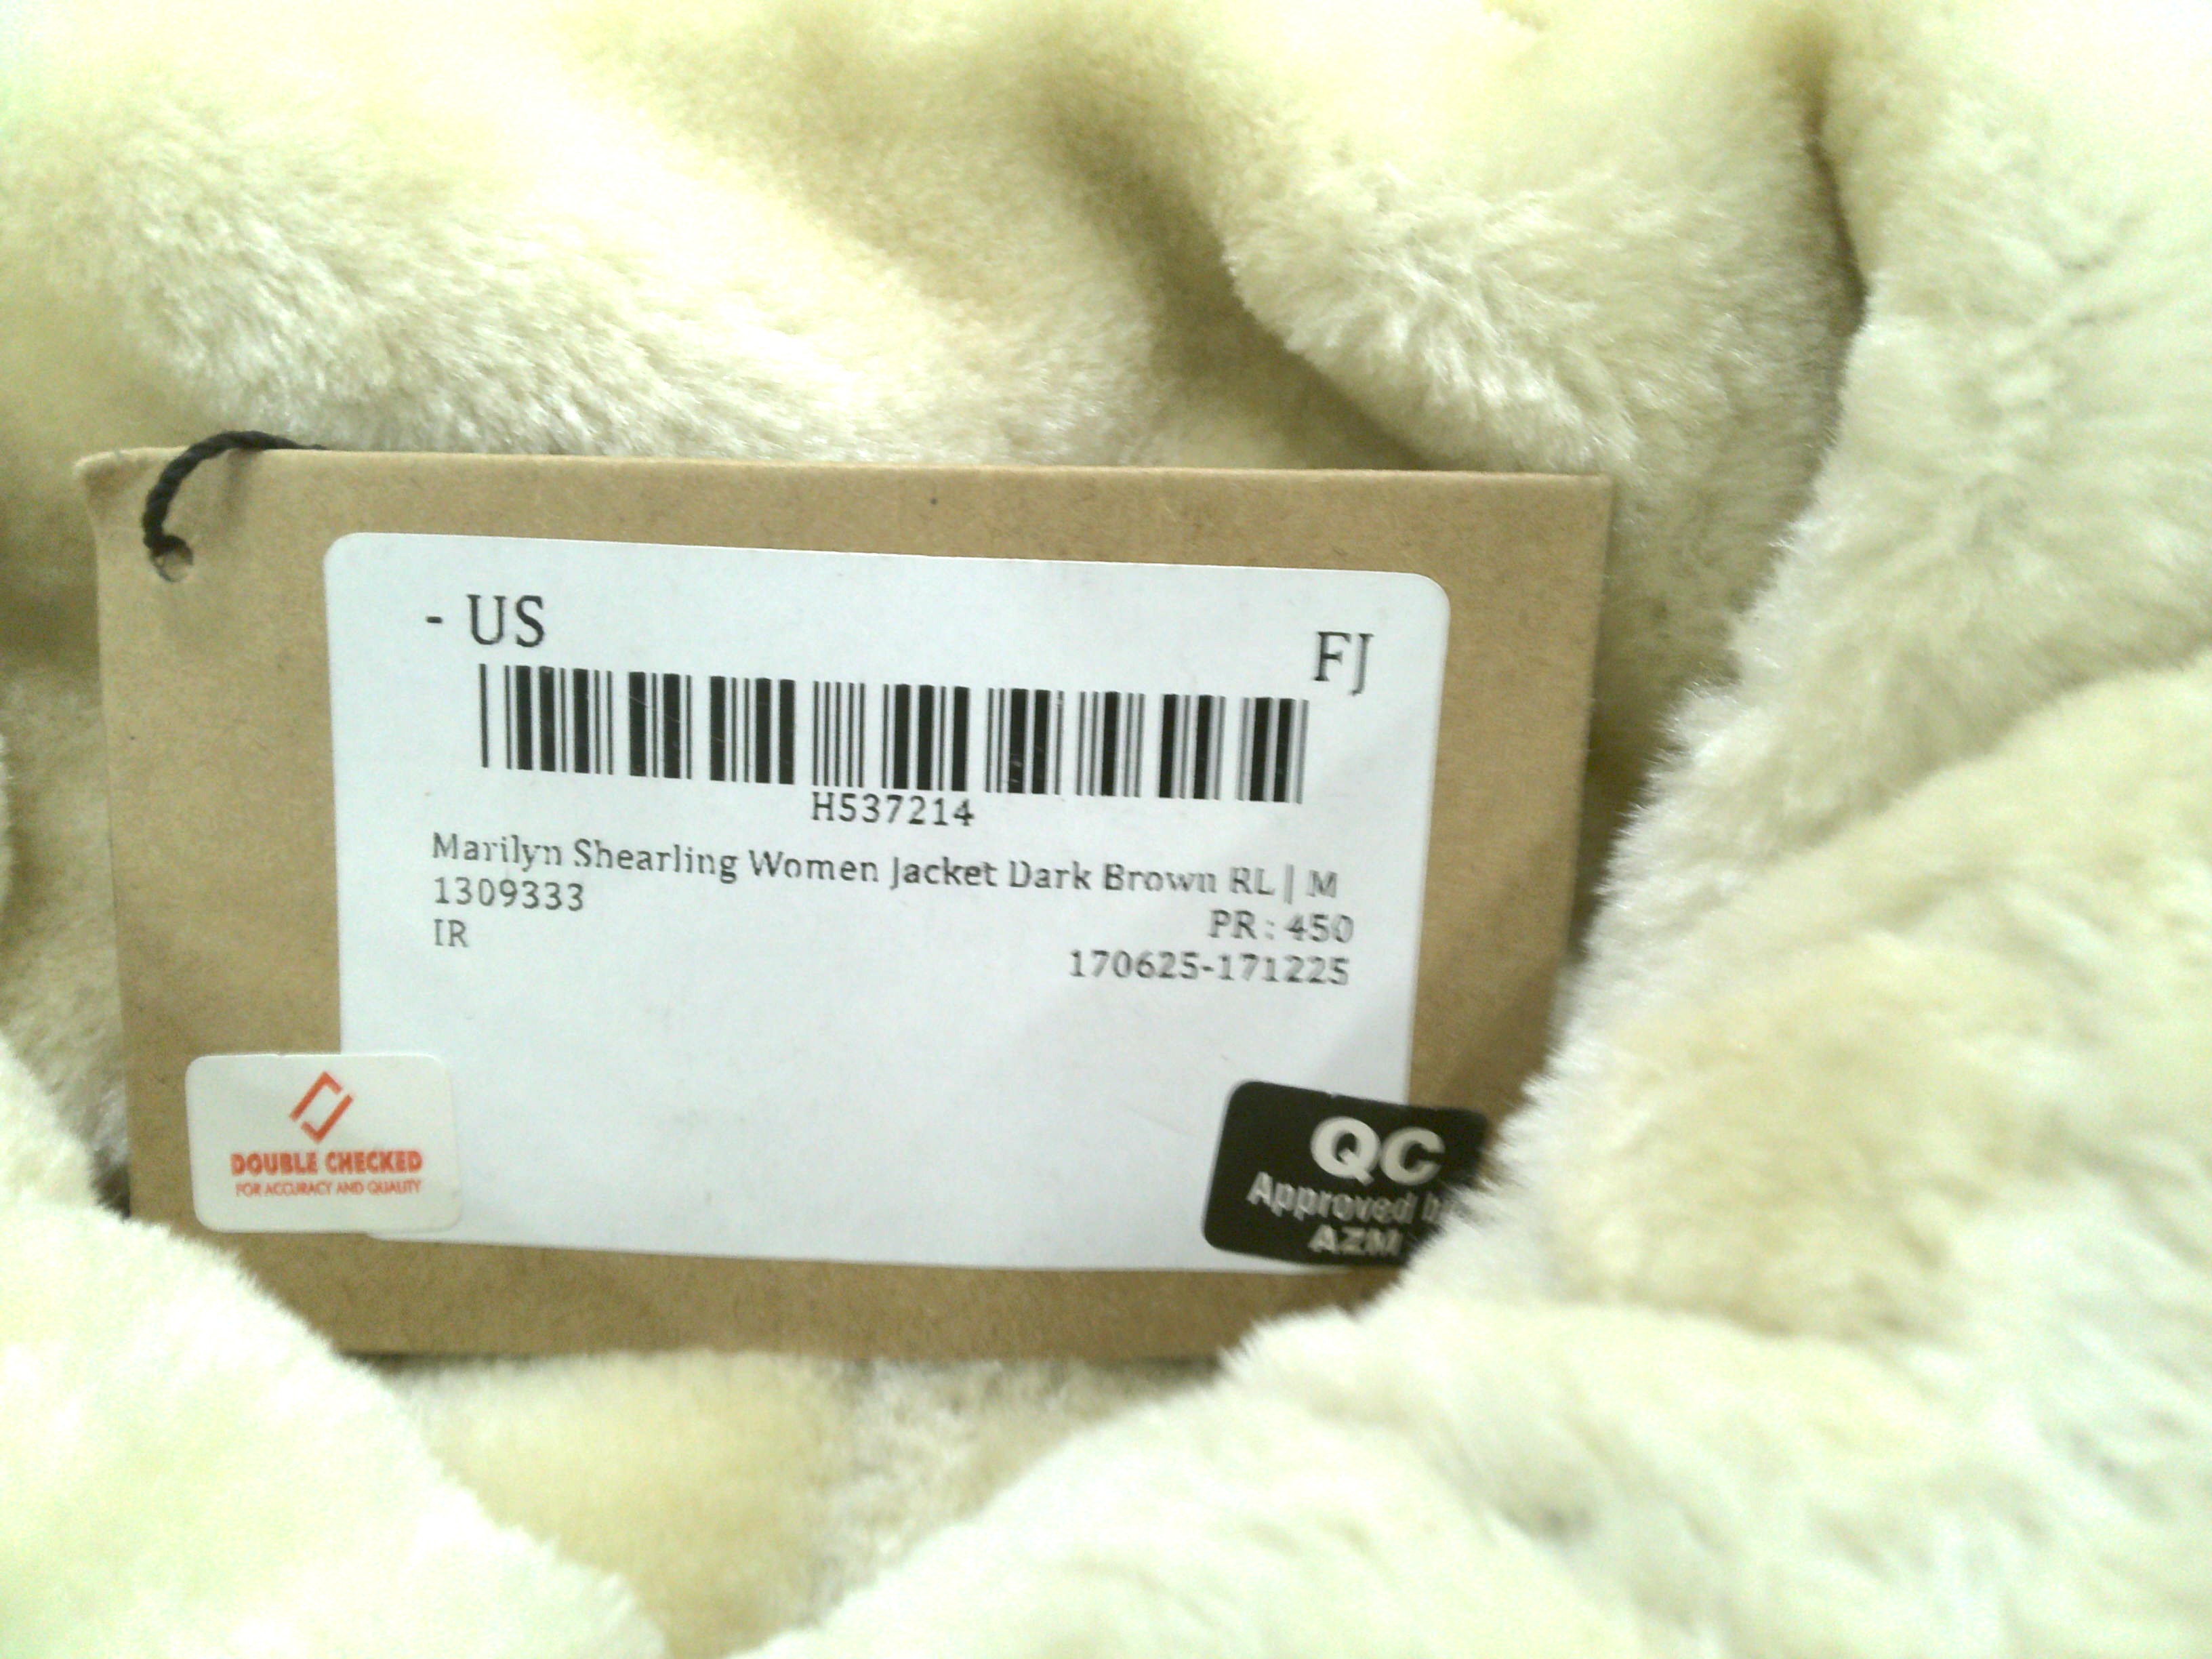 - US
FJ
H537214
Marilyn Shearling Women Jacket Dark Brown RL | M
1309333
PR : 450
IR
170625-171225
DOUBLE CHECKED
FOR ACCURACY AND QUALITY
QC
Approved
AZM